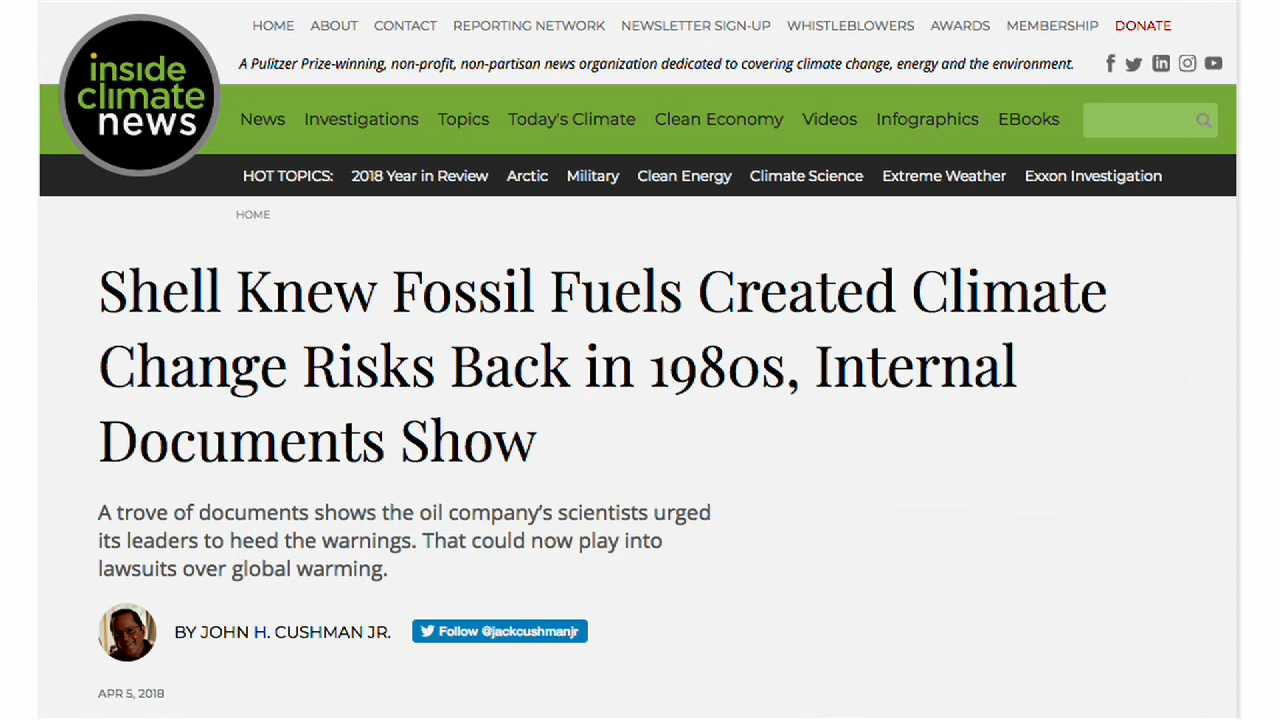 HOME ABOUT CONTACT REPORTING NETWORK NEWSLETTER SIGN-UP WHISTLEBLOWERS AWARDS MEMBERSHIP DONATE
inside
climate
news
A Pulitzer Prize-winning, non-profit, non-partisan news organization dedicated to covering climate change, energy and the environment.
News Investigations Topics Today's Climate Clean Economy Videos Infographics EBooks
HOT TOPICS: 2018 Year in Review Arctic Military Clean Energy Climate Science Extreme Weather Exxon Investigation
HOME
Shell Knew Fossil Fuels Created Climate
Change Risks Back in 1980s, Internal
Documents Show
A trove of documents shows the oil company’s scientists urged
its leaders to heed the warnings. That could now play into
lawsuits over global warming.
BY JOHN H. CUSHMAN JR. Follow @jackcushmanjr
APR 5, 2018